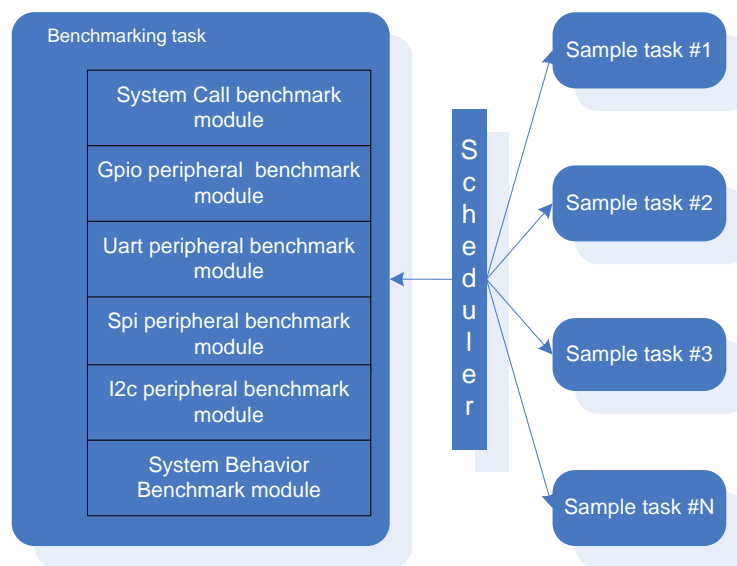 Benchmarking task
System Call benchmark
module
Gpio peripheral  benchmark
module
Uart peripheral benchmark
module
Spi peripheral benchmark
module
I2c peripheral benchmark
module
System Behavior
Benchmark module
Scheduler
Sample task #1
Sample task #2
Sample task #3
Sample task #N